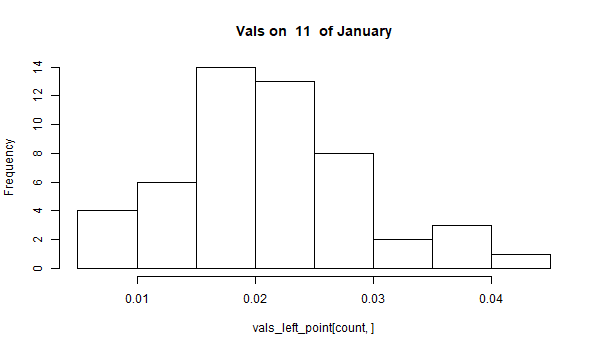 Vals on  11  of January
Frequency
14
12
10
8
6
4
2
0
0.01 0.02 0.03 0.04
vals_left_point[count, ]